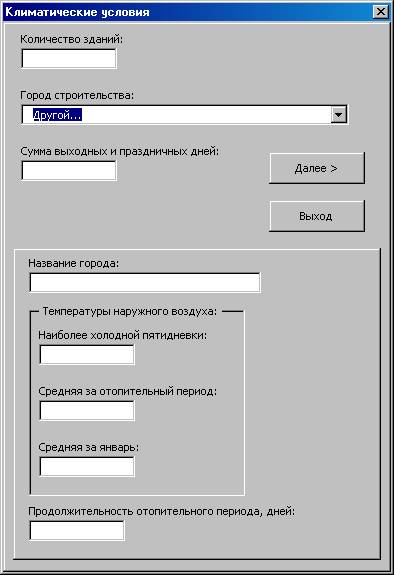 Климатические условия
Количество зданий:
Город строительства:
Другой...
Сумма выходных и праздничных дней:
Далее >
Выход
Название города:
Температуры наружного воздуха:
Наиболее холодной пятидневки:
Средняя за отопительный период:
Средняя за январь:
Продолжительность отопительного периода, дней: